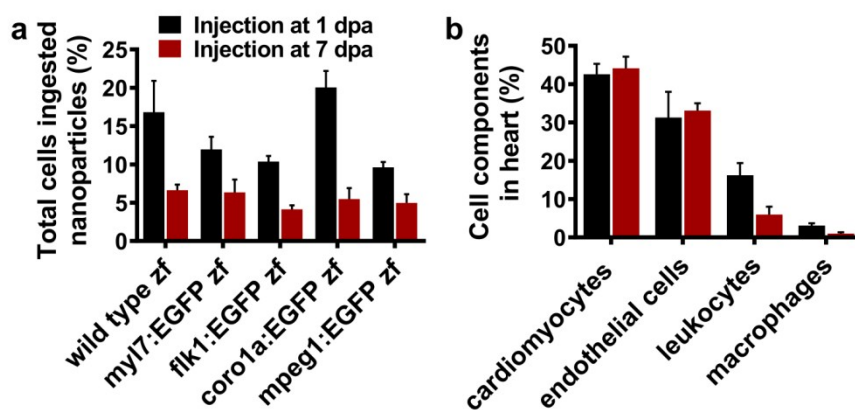 a
Injection at 1 dpa
Injection at 7 dpa
Total cells ingested
nanoparticles (%)
25
20
15
10
5
0
wild type zf
myl7:EGFP zf
flk1:EGFP zf
coro1a:EGFP zf
mpeg1:EGFP zf
b
Cell components
in heart (%)
50
40
30
20
10
0
cardiomyocytes
endothelial cells
leukocytes
macrophages